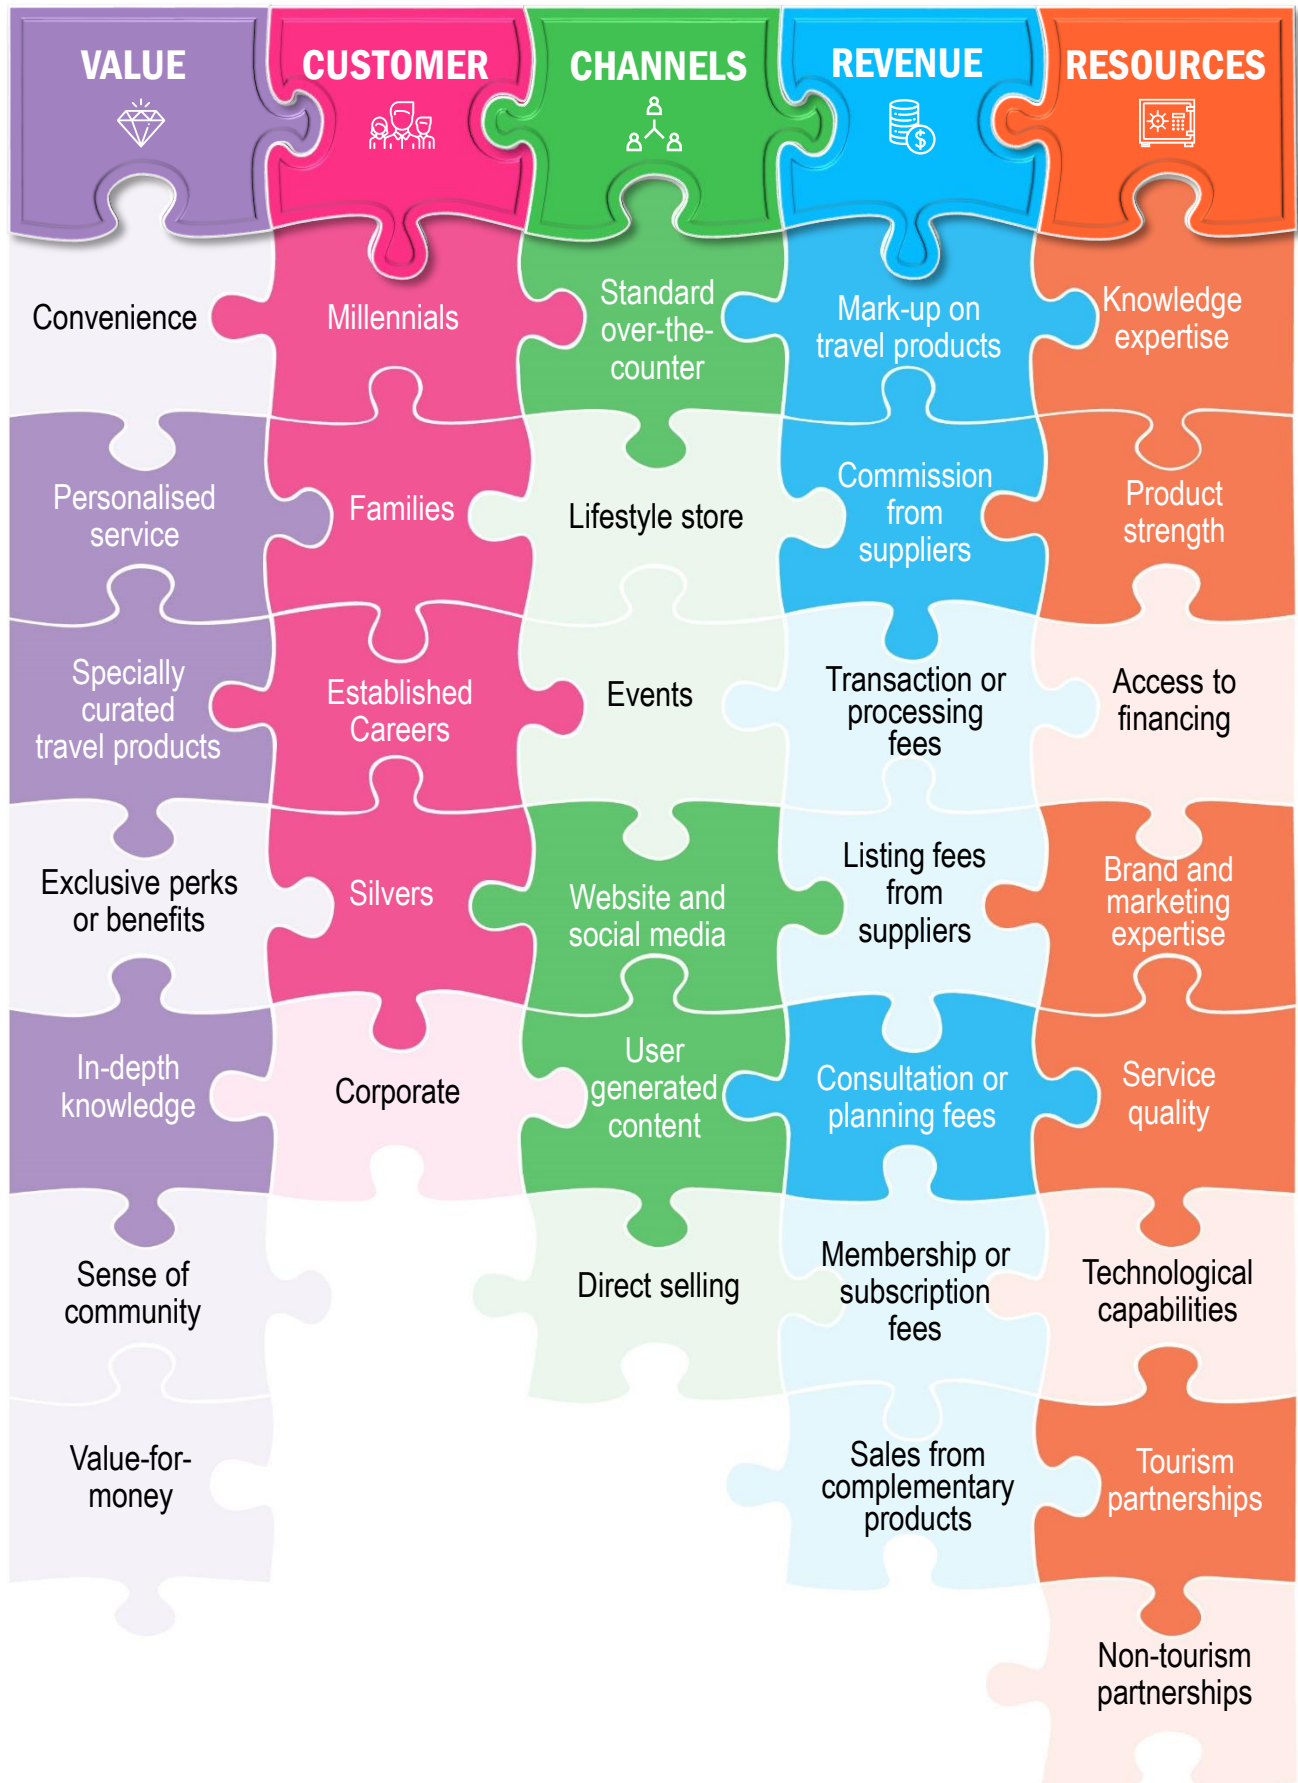 VALUE
CUSTOMER
CHANNELS
REVENUE
RESOURCES
$
Convenience
Personalised
service
Specially
curated
travel products
Exclusive perks
or benefits
In-depth
knowledge
Sense of
community
Value-for-
money
Millennials
Families
Established
Careers
Silvers
Corporate
Standard
over-the-
counter
Lifestyle store
Events
Website and
social media
User
generated
content
Direct selling
Mark-up on
travel products
Commission
from
suppliers
Transaction or
processing
fees
Listing fees
from
suppliers
Consultation or
planning fees
Membership or
subscription
fees
Sales from
complementary
products
Knowledge
expertise
Product
strength
Access to
financing
Brand and
marketing
expertise
Service
quality
Technological
capabilities
Tourism
partnerships
Non-tourism
partnerships